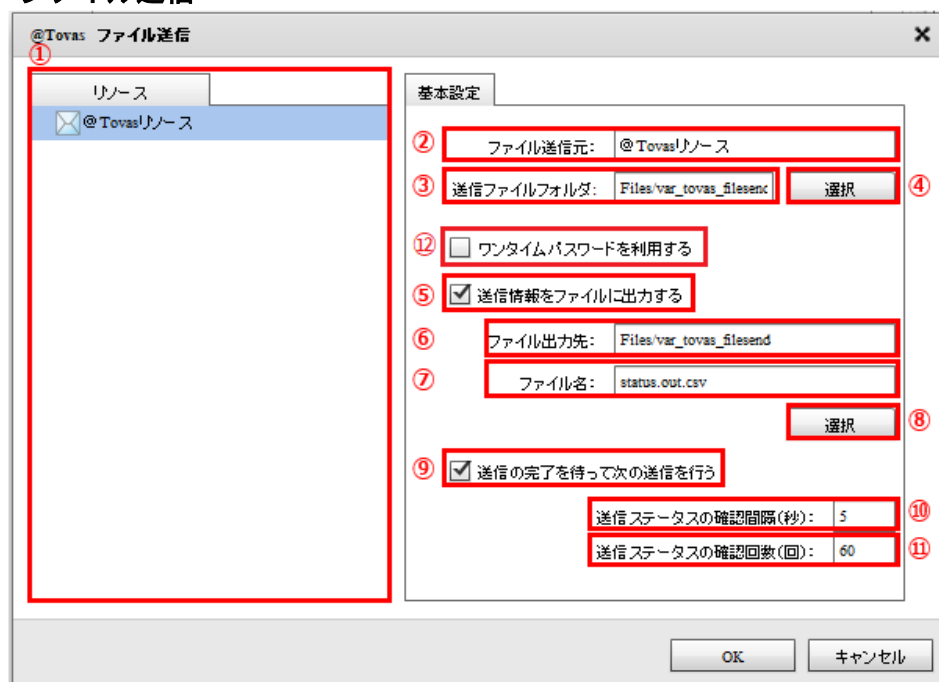 @Tovas ファイル送信
①
リソース
@Tovasリソース
基本設定
② ファイル送信元: @Tovasリソース
③ 送信ファイルフォルダ: Files/var_tovas_filesenc 選択 ④
⑫ ワンタイムパスワードを利用する
⑤ 送信情報をファイルに出力する
⑥ ファイル出力先: Files/var_tovas_filesend
⑦ ファイル名: status.out.csv
選択 ⑧
⑨ 送信の完了を待って次の送信を行う
送信ステータスの確認間隔(秒): 5 ⑩
送信ステータスの確認回数(回): 60 ⑪
OK キャンセル